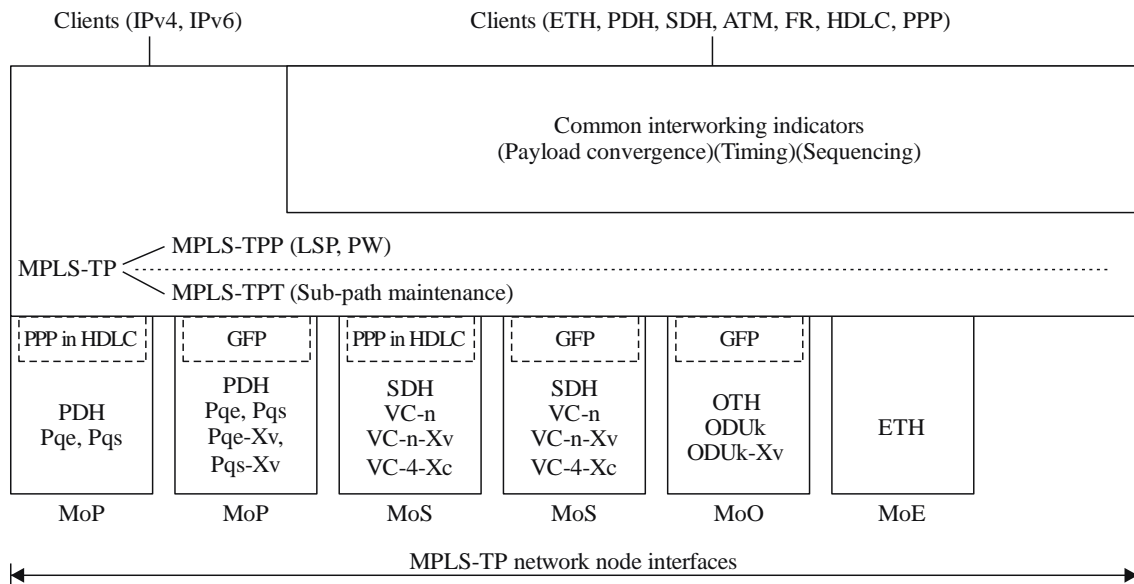 Clients (IPv4, IPv6)
Clients (ETH, PDH, SDH, ATM, FR, HDLC, PPP)
Common interworking indicators
(Payload convergence)(Timing)(Sequencing)
MPLS-TPP (LSP, PW)
MPLS-TP
MPLS-TPT (Sub-path maintenance)
PPP in HDLC
PDH
Pqe, Pqs
MoP
GFP
PDH
Pqe, Pqs
Pqe-Xv,
Pqs-Xv
MoP
PPP in HDLC
SDH
VC-n
VC-n-Xv
VC-4-Xc
MoS
GFP
SDH
VC-n
VC-n-Xv
VC-4-Xc
MoS
GFP
OTH
ODUk
ODUk-Xv
MoO
ETH
MoE
MPLS-TP network node interfaces